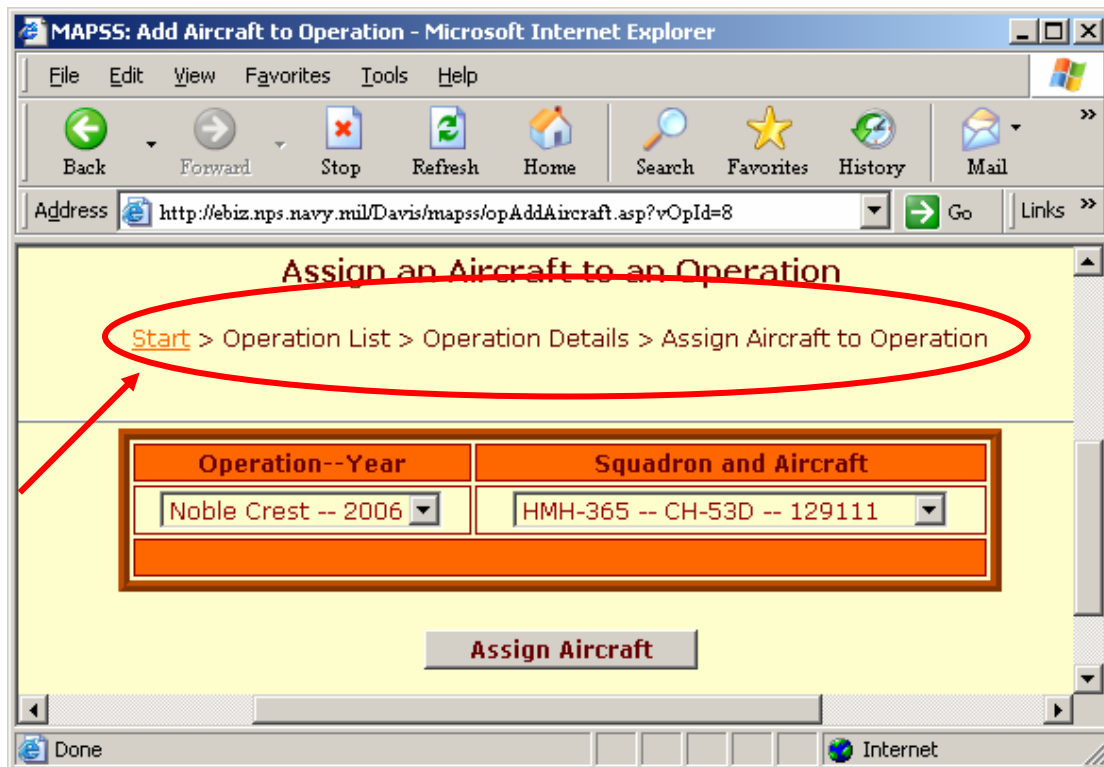 MAPSS: Add Aircraft to Operation - Microsoft Internet Explorer
File Edit View Favorites Tools Help
Back Forward Stop Refresh Home Search Favorites History Mail »
Address http://ebiz.nps.navy.mil/Davis/mapss/opAddAircraft.asp?vOpId=8 Go Links »
Assign an Aircraft to an Operation
Start > Operation List > Operation Details > Assign Aircraft to Operation
Operation--Year Squadron and Aircraft
Noble Crest -- 2006 HMH-365 -- CH-53D -- 129111
Assign Aircraft
Done Internet